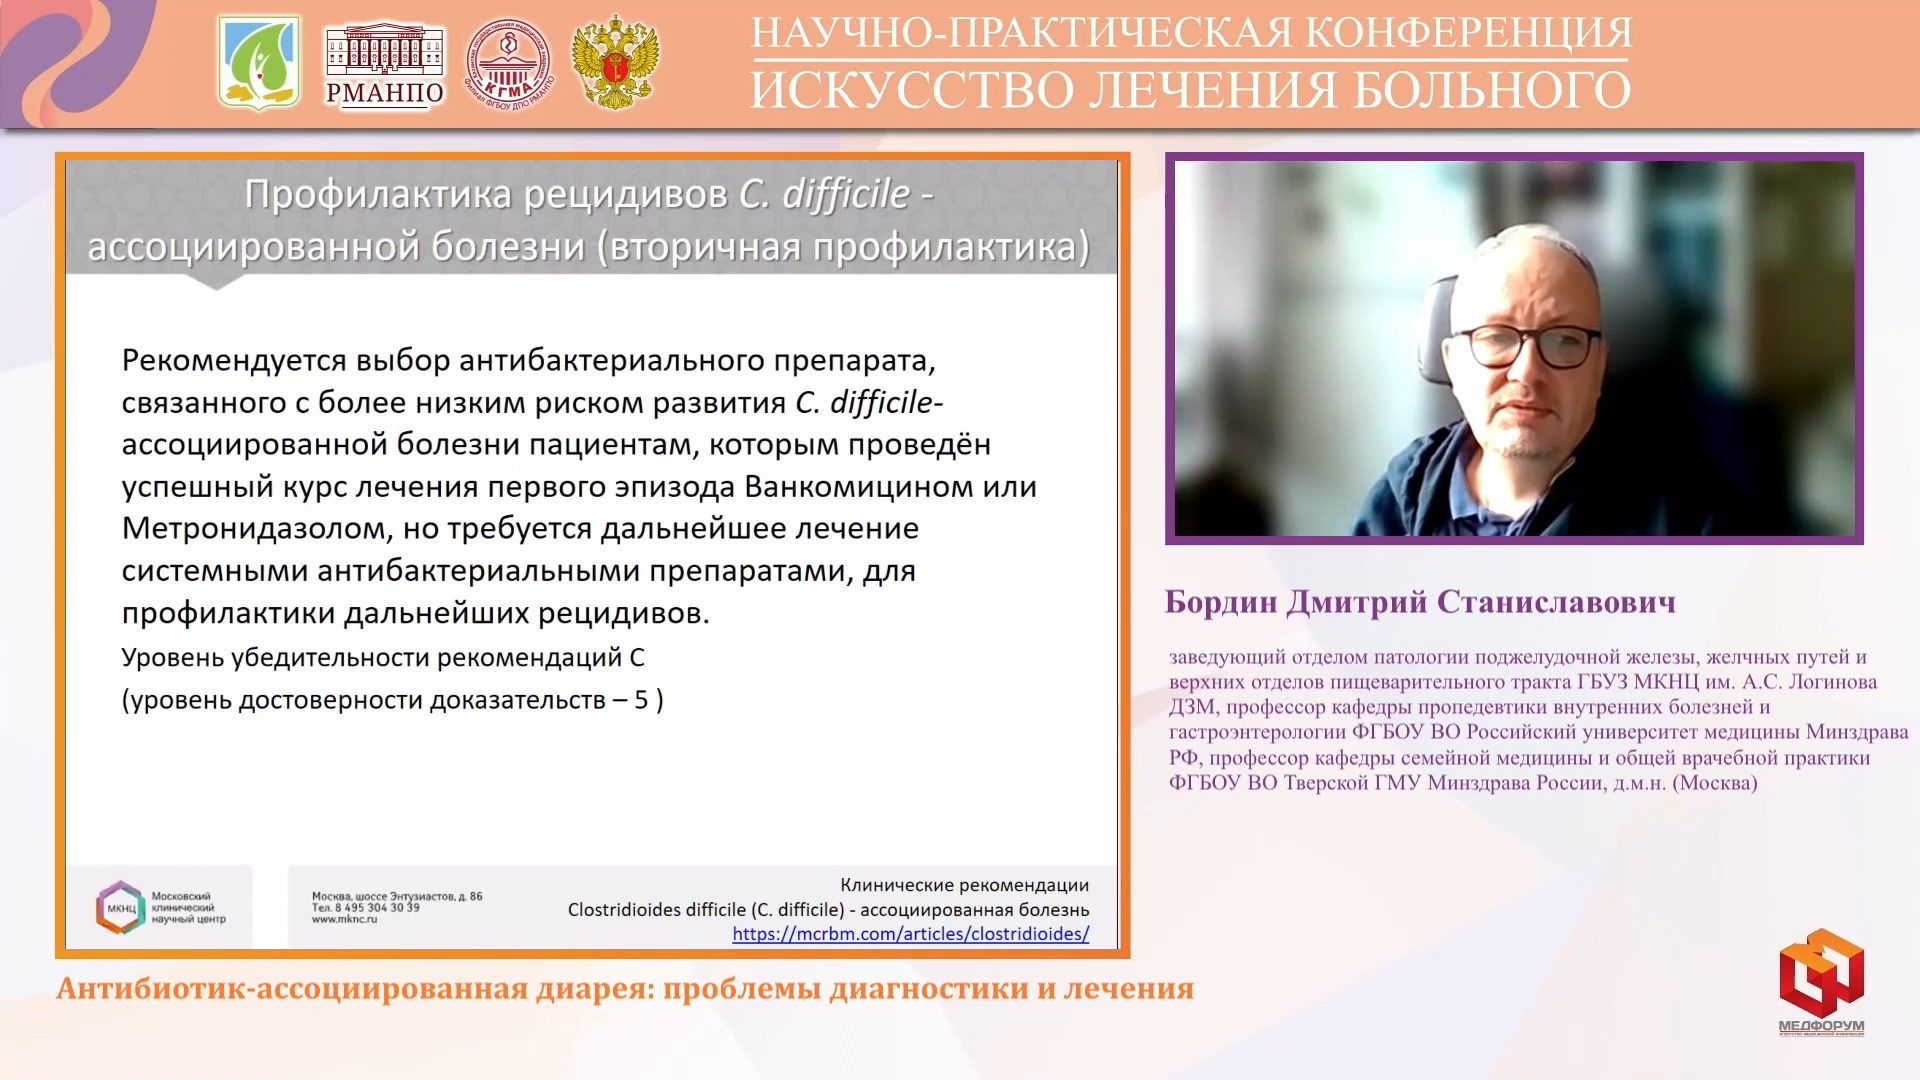 РМАНПО
КГМА
НАУЧНО-ПРАКТИЧЕСКАЯ КОНФЕРЕНЦИЯ
ИСКУССТВО ЛЕЧЕНИЯ БОЛЬНОГО
Профилактика рецидивов C. difficile -
ассоциированной болезни (вторичная профилактика)
Рекомендуется выбор антибактериального препарата,
связанного с более низким риском развития C. difficile-
ассоциированной болезни пациентам, которым проведён
успешный курс лечения первого эпизода Ванкомицином или
Метронидазолом, но требуется дальнейшее лечение
системными антибактериальными препаратами, для
профилактики дальнейших рецидивов.
Уровень убедительности рекомендаций С
(уровень достоверности доказательств – 5 )
МКНЦ
Московский
клинический
научный центр
Москва, шоссе Энтузиастов, д. 86
Тел. 8 495 304 30 39
www.mknc.ru
Клинические рекомендации
Clostridioides difficile (C. difficile) - ассоциированная болезнь
https://mcrbm.com/articles/clostridioides/
Бордин Дмитрий Станиславович
заведующий отделом патологии поджелудочной железы, желчных путей и
верхних отделов пищеварительного тракта ГБУЗ МКНЦ им. А.С. Логинова
ДЗМ, профессор кафедры пропедевтики внутренних болезней и
гастроэнтерологии ФГБОУ ВО Российский университет медицины Минздрава
РФ, профессор кафедры семейной медицины и общей врачебной практики
ФГБОУ ВО Тверской ГМУ Минздрава России, д.м.н. (Москва)
Антибиотик-ассоциированная диарея: проблемы диагностики и лечения
МЕДФОРУМ